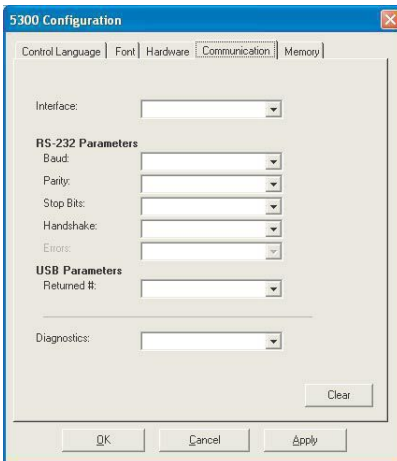 5300 Configuration
Control Language Font Hardware Communication Memory
Interface:
RS-232 Parameters
Baud:
Parity:
Stop Bits:
Handshake:
Errors:
USB Parameters
Returned #:
Diagnostics:
Clear
OK Cancel Apply